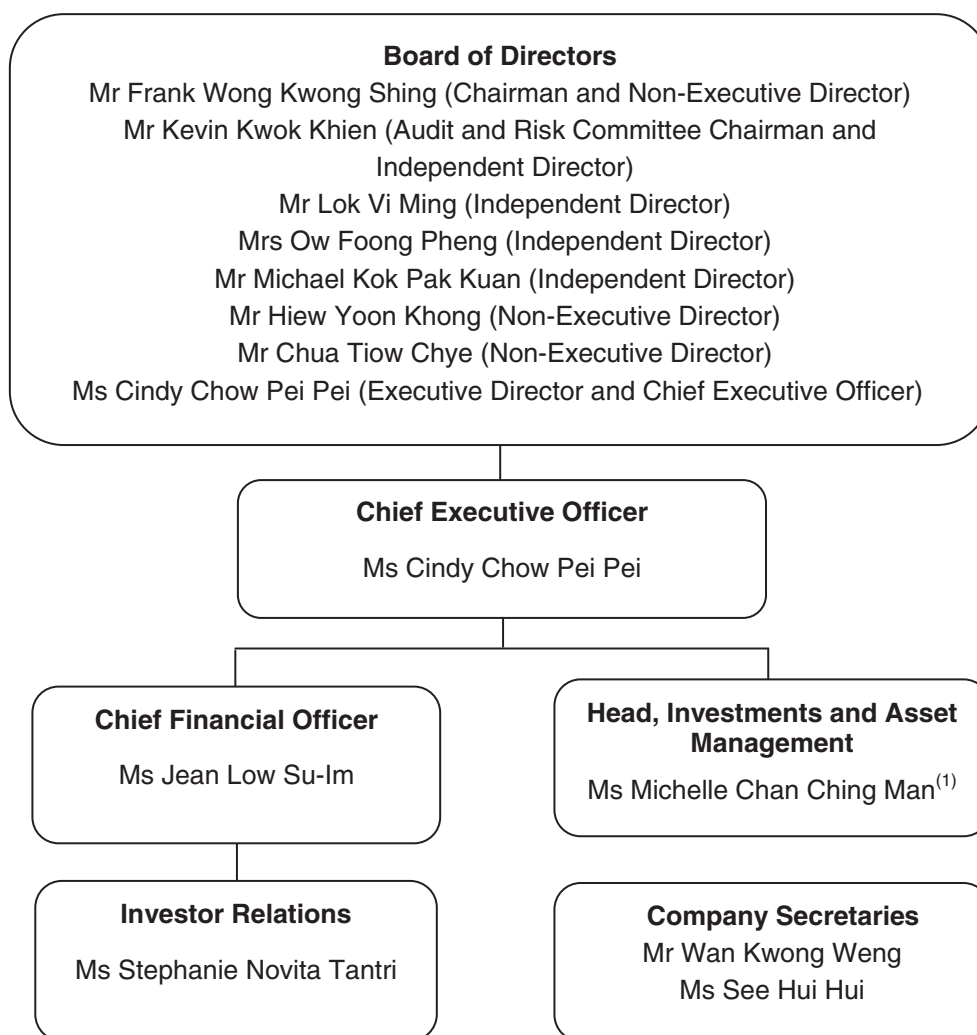 Board of Directors
Mr Frank Wong Kwong Shing (Chairman and Non-Executive Director)
Mr Kevin Kwok Khien (Audit and Risk Committee Chairman and
Independent Director)
Mr Lok Vi Ming (Independent Director)
Mrs Ow Foong Pheng (Independent Director)
Mr Michael Kok Pak Kuan (Independent Director)
Mr Hiew Yoon Khong (Non-Executive Director)
Mr Chua Tiow Chye (Non-Executive Director)
Ms Cindy Chow Pei Pei (Executive Director and Chief Executive Officer)
Chief Executive Officer
Ms Cindy Chow Pei Pei
Chief Financial Officer
Ms Jean Low Su-Im
Head, Investments and Asset
Management
Ms Michelle Chan Ching Man(1)
Investor Relations
Ms Stephanie Novita Tantri
Company Secretaries
Mr Wan Kwong Weng
Ms See Hui Hui